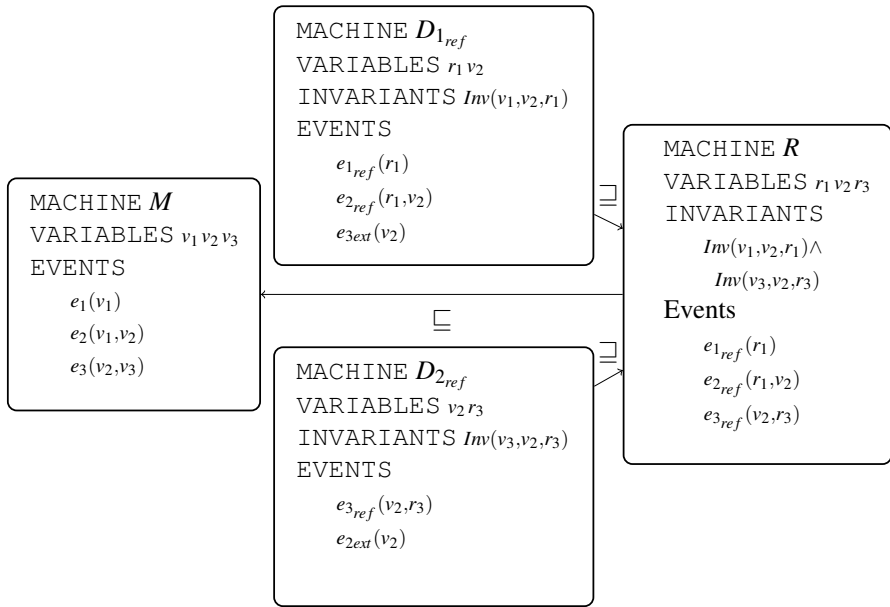 MACHINE D₁ᵣₑf
VARIABLES r₁ v₂
INVARIANTS Inv(v₁,v₂,r₁)
EVENTS
e₁ᵣₑf(r₁)
e₂ᵣₑf(r₁,v₂)
e₃ₑₓₜ(v₂)
MACHINE M
VARIABLES v₁ v₂ v₃
EVENTS
e₁(v₁)
e₂(v₁,v₂)
e₃(v₂,v₃)
⊒
⊑
⊒
MACHINE D₂ᵣₑf
VARIABLES v₂ r₃
INVARIANTS Inv(v₃,v₂,r₃)
EVENTS
e₃ᵣₑf(v₂,r₃)
e₂ₑₓₜ(v₂)
MACHINE R
VARIABLES r₁ v₂ r₃
INVARIANTS
Inv(v₁,v₂,r₁)∧
Inv(v₃,v₂,r₃)
Events
e₁ᵣₑf(r₁)
e₂ᵣₑf(r₁,v₂)
e₃ᵣₑf(v₂,r₃)